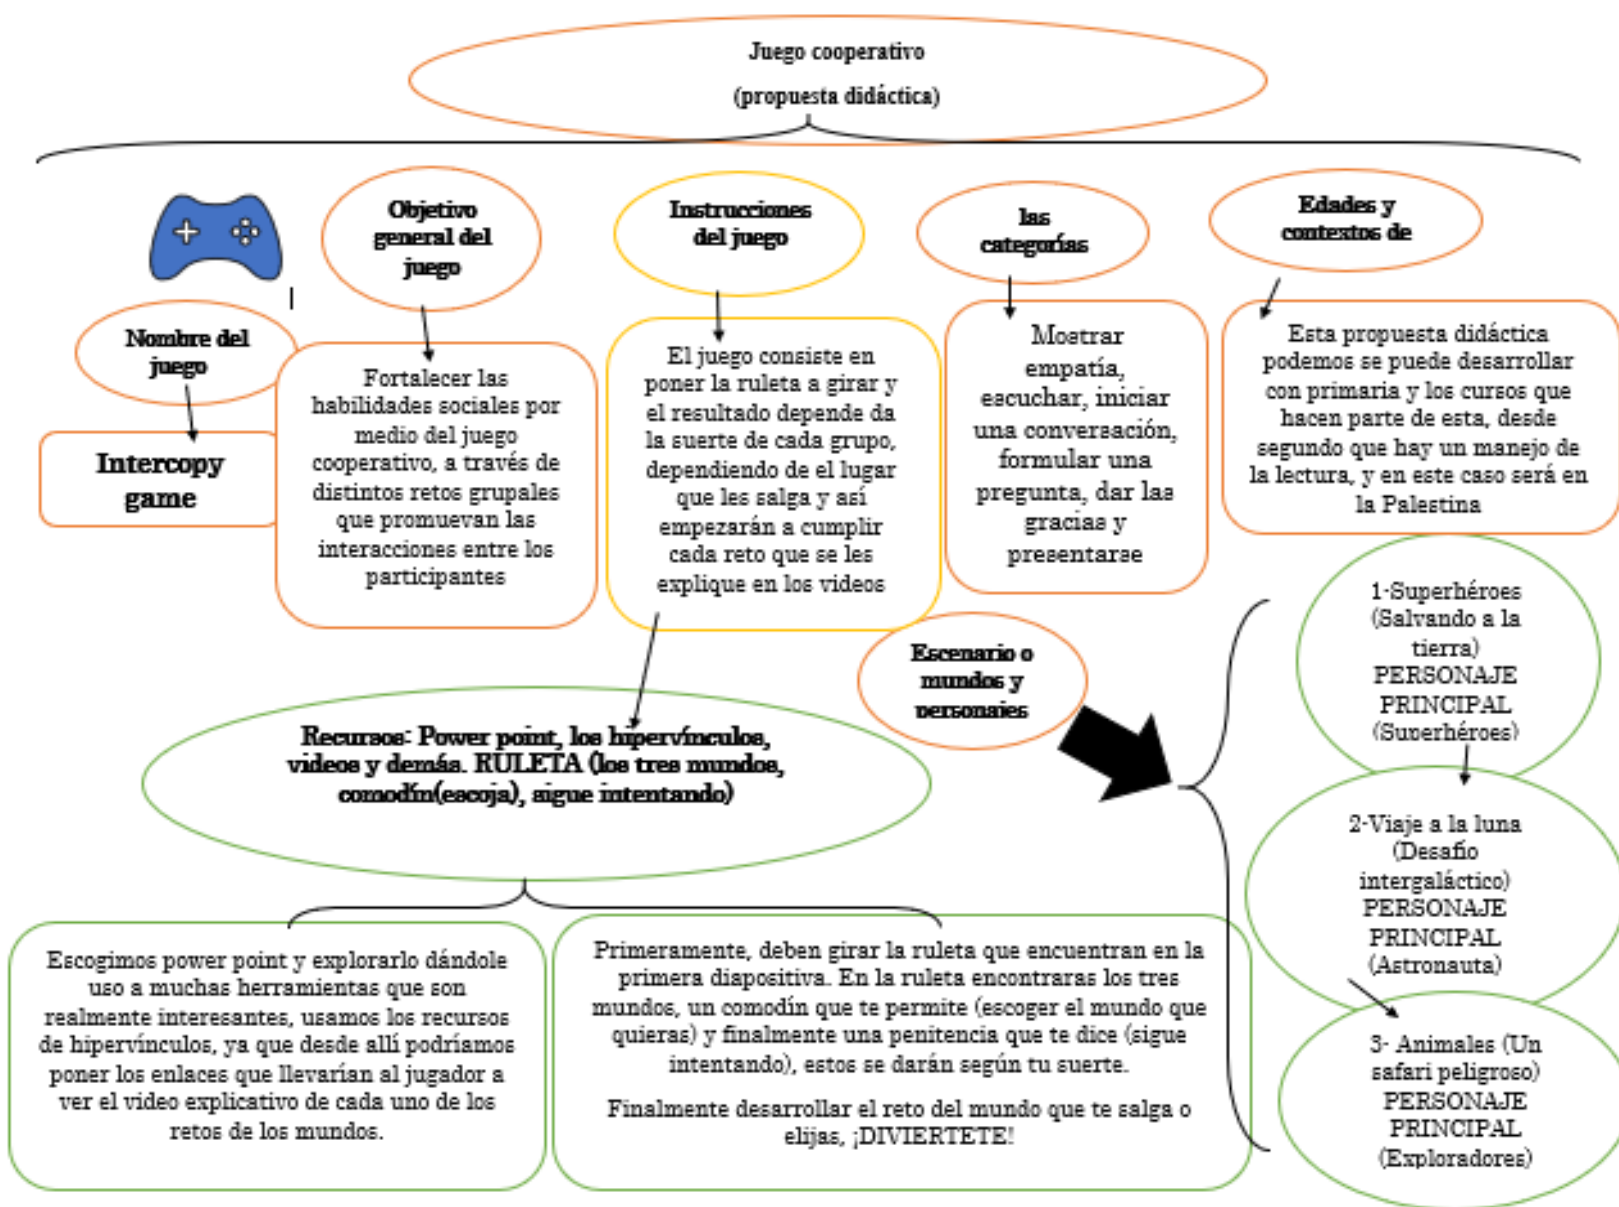 Juego cooperativo
(propuesta didáctica)
Nombre del
juego
Intercopy
game
Objetivo
general del
juego
Fortalecer las
habilidades sociales por
medio del juego
cooperativo, a través de
distintos retos grupales
que promuevan las
interacciones entre los
participantes
Instrucciones
del juego
El juego consiste en
poner la ruleta a girar y
el resultado depende da
la suerte de cada grupo,
dependiendo de el lugar
que les salga y así
empezarán a cumplir
cada reto que se les
explique en los videos
las
categorías
Mostrar
empatía,
escuchar, iniciar
una conversación,
formular una
pregunta, dar las
gracias y
presentarse
Edades y
contextos de
Esta propuesta didáctica
podemos se puede desarrollar
con primaria y los cursos que
hacen parte de esta, desde
segundo que hay un manejo de
la lectura, y en este caso será en
la Palestina
Escenario o
mundos y
personajes
1-Superhéroes
(Salvando a la
tierra)
PERSONAJE
PRINCIPAL
(Superhéroes)
2-Viaje a la luna
(Desafío
intergaláctico)
PERSONAJE
PRINCIPAL
(Astronauta)
3- Animales (Un
safari peligroso)
PERSONAJE
PRINCIPAL
(Exploradores)
Recursos: Power point, los hipervínculos,
videos y demás. RULETA (los tres mundos,
comodín(escoja), sigue intentando)
Escogimos power point y explorarlo dándole
uso a muchas herramientas que son
realmente interesantes, usamos los recursos
de hipervínculos, ya que desde allí podríamos
poner los enlaces que llevarían al jugador a
ver el video explicativo de cada uno de los
retos de los mundos.
Primeramente, deben girar la ruleta que encuentran en la
primera diapositiva. En la ruleta encontraras los tres
mundos, un comodín que te permite (escoger el mundo que
quieras) y finalmente una penitencia que te dice (sigue
intentando), estos se darán según tu suerte.
Finalmente desarrollar el reto del mundo que te salga o
elijas, ¡DIVIERTETE!